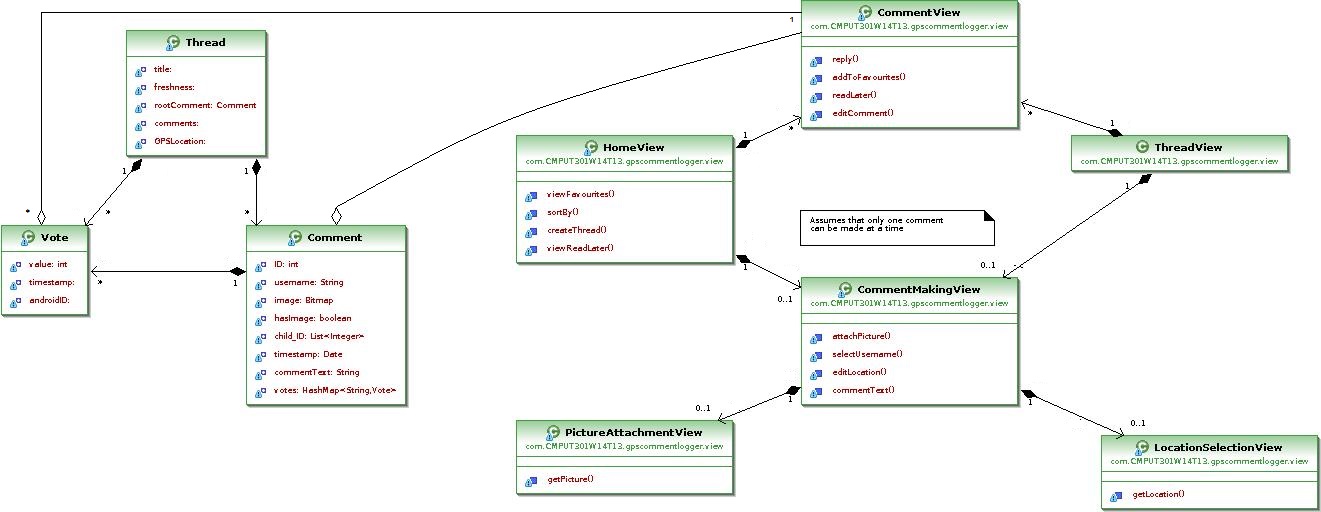 CommentView
com.CMPUT301W14T13.gpscommentlogger.view
reply()
addToFavourites()
readLater()
editComment()
1
Thread
title:
freshness:
rootComment: Comment
comments:
GPSLocation:
1
*
1
*
*
Vote
value: int
timestamp:
androidID:
*
1
Comment
ID: int
username: String
image: Bitmap
hasImage: boolean
child_ID: List<Integer>
timestamp: Date
commentText: String
votes: HashMap<String,Vote>
HomeView
com.CMPUT301W14T13.gpscommentlogger.view
viewFavourites()
sortBy()
createThread()
viewReadLater()
1
*
1
0..1
ThreadView
com.CMPUT301W14T13.gpscommentlogger.view
1
*
1
0..1
Assumes that only one comment
can be made at a time
CommentMakingView
com.CMPUT301W14T13.gpscommentlogger.view
attachPicture()
selectUsername()
editLocation()
commentText()
1
0..1
1
0..1
PictureAttachmentView
com.CMPUT301W14T13.gpscommentlogger.view
getPicture()
LocationSelectionView
com.CMPUT301W14T13.gpscommentlogger.view
getLocation()